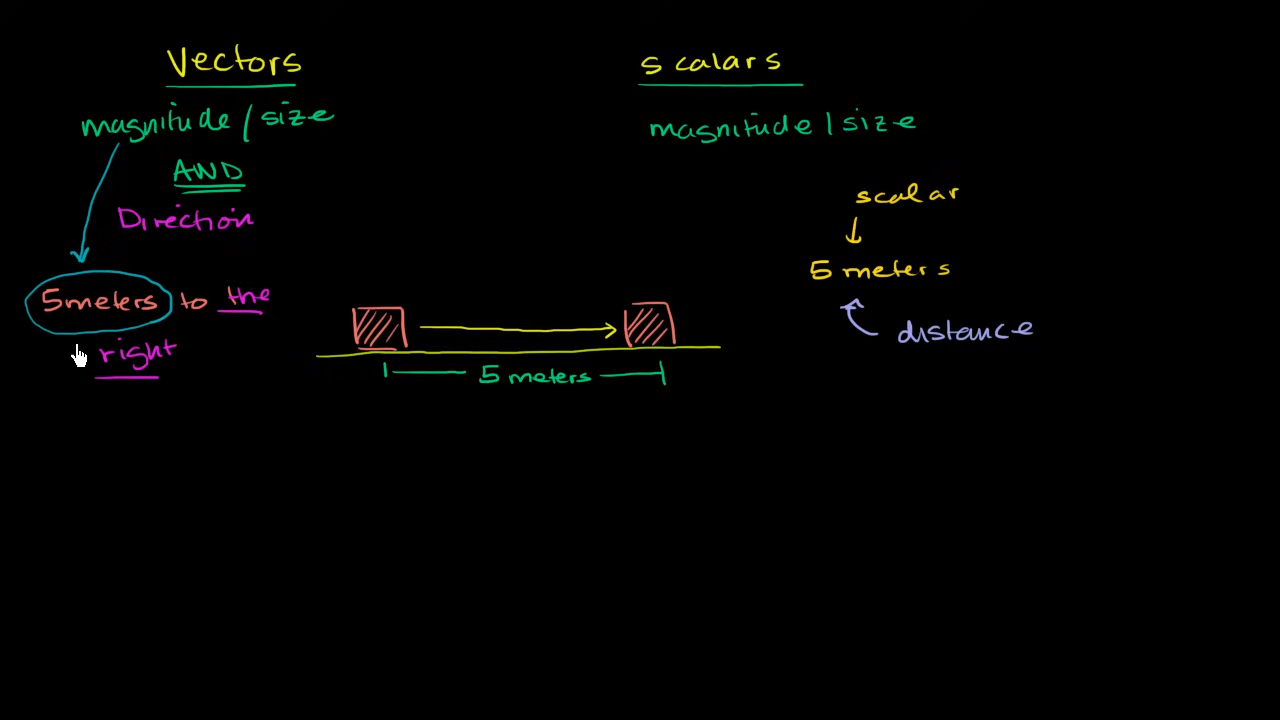 Vectors
magnitude / size
AND
Direction
5meters to the
right
5 meters
scalars
magnitude | size
scalar
5 meters
distance